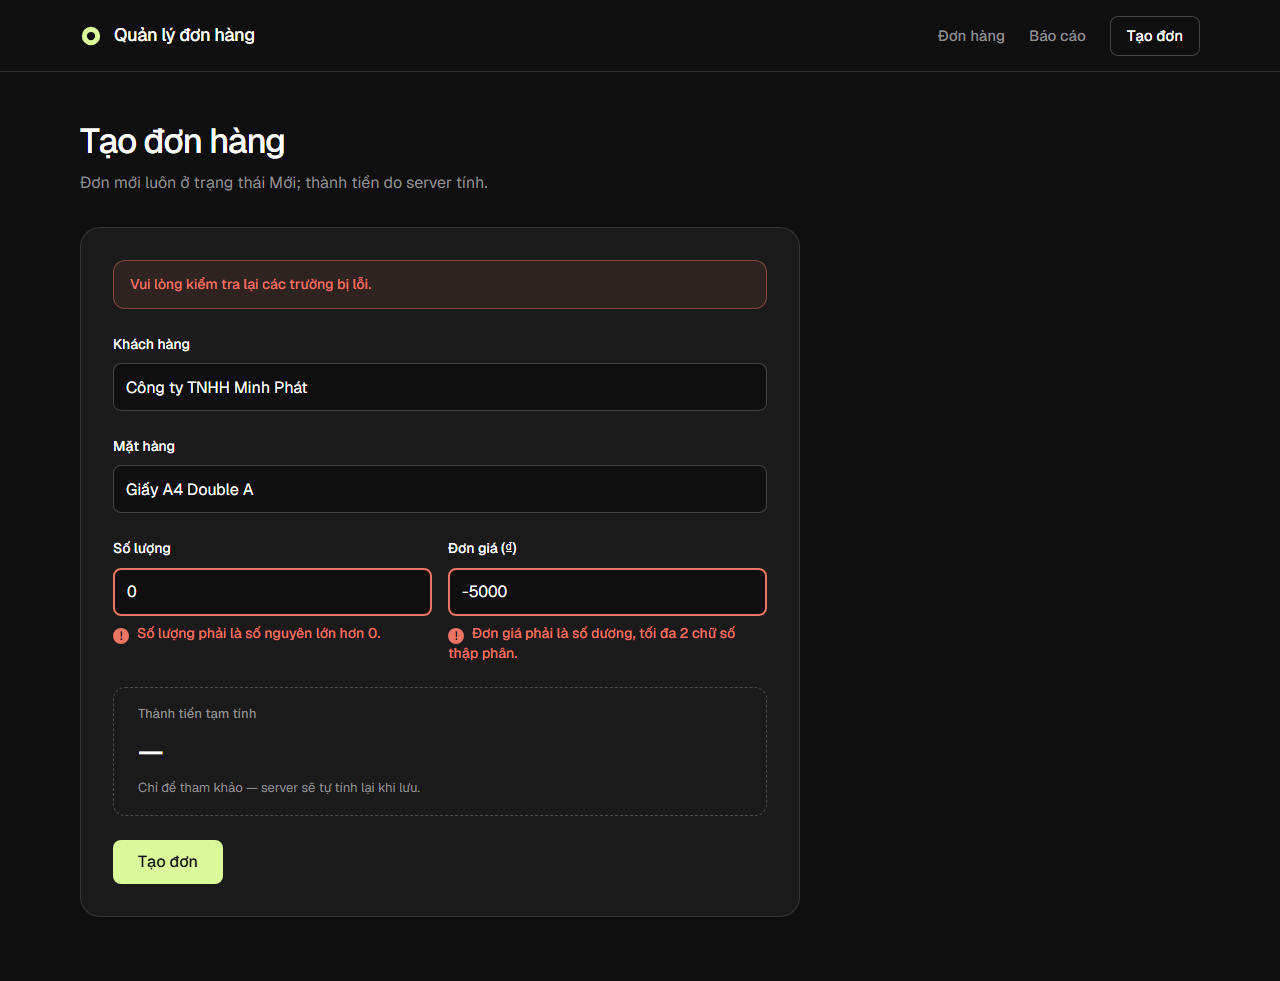 Quản lý đơn hàng
Đơn hàng
Báo cáo
Tạo đơn
Tạo đơn hàng
Đơn mới luôn ở trạng thái Mới; thành tiền do server tính.
Vui lòng kiểm tra lại các trường bị lỗi.
Khách hàng
Công ty TNHH Minh Phát
Mặt hàng
Giấy A4 Double A
Số lượng
Đơn giá (₫)
0
-5000
! Số lượng phải là số nguyên lớn hơn 0.
! Đơn giá phải là số dương, tối đa 2 chữ số
thập phân.
Thành tiền tạm tính
—
Chỉ để tham khảo — server sẽ tự tính lại khi lưu.
Tạo đơn